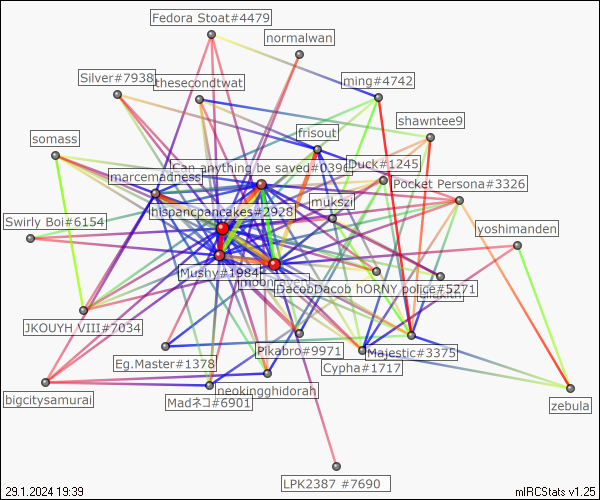 Fedora Stoat#4479
normalwan
Silver#7938
thesecondtwat
ming#4742
shawntee9
frisout
somass
Can anything be saved#0396
Duck#1245
marcemadness
Pocket Persona#3326
mukszi
hispancpancakes#2928
Swirly Boi#6154
yoshimanden
Mushy#1984
DacobDacob hORNY police#5271
JKOUYH VIII#7034
Pikabro#9971
Majestic#3375
Eg.Master#1378
Cypha#1717
neokingghidorah
bigcitysamurai
Madネコ#6901
zebula
LPK2387 #7690
29.1.2024 19:39
mIRCStats v1.25